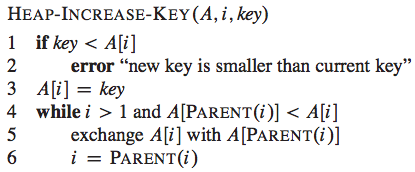 HEAP-INCREASE-KEY(A, i, key)
1 if key < A[i]
2 error “new key is smaller than current key”
3 A[i] = key
4 while i > 1 and A[PARENT(i)] < A[i]
5 exchange A[i] with A[PARENT(i)]
6 i = PARENT(i)